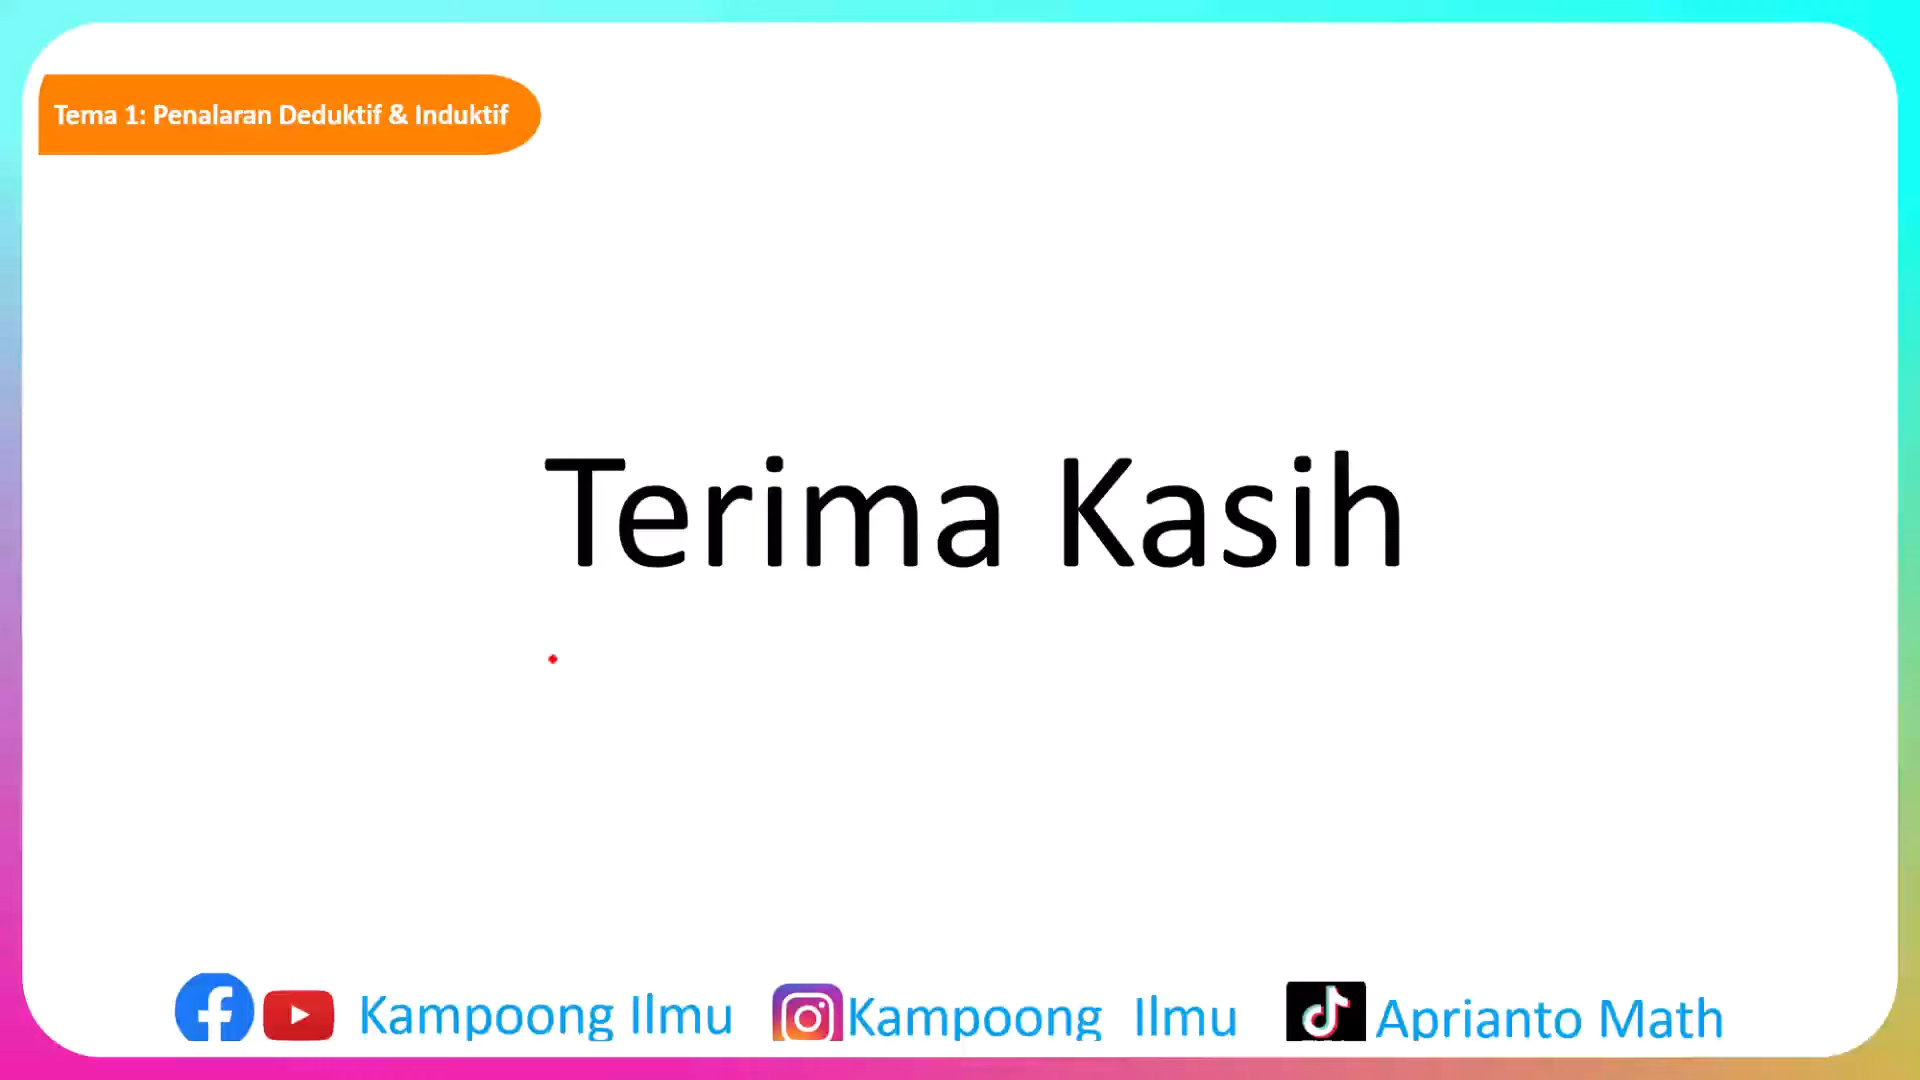 Tema 1: Penalaran Deduktif & Induktif
Terima Kasih
Kampoong Ilmu Kampoong Ilmu Aprianto Math